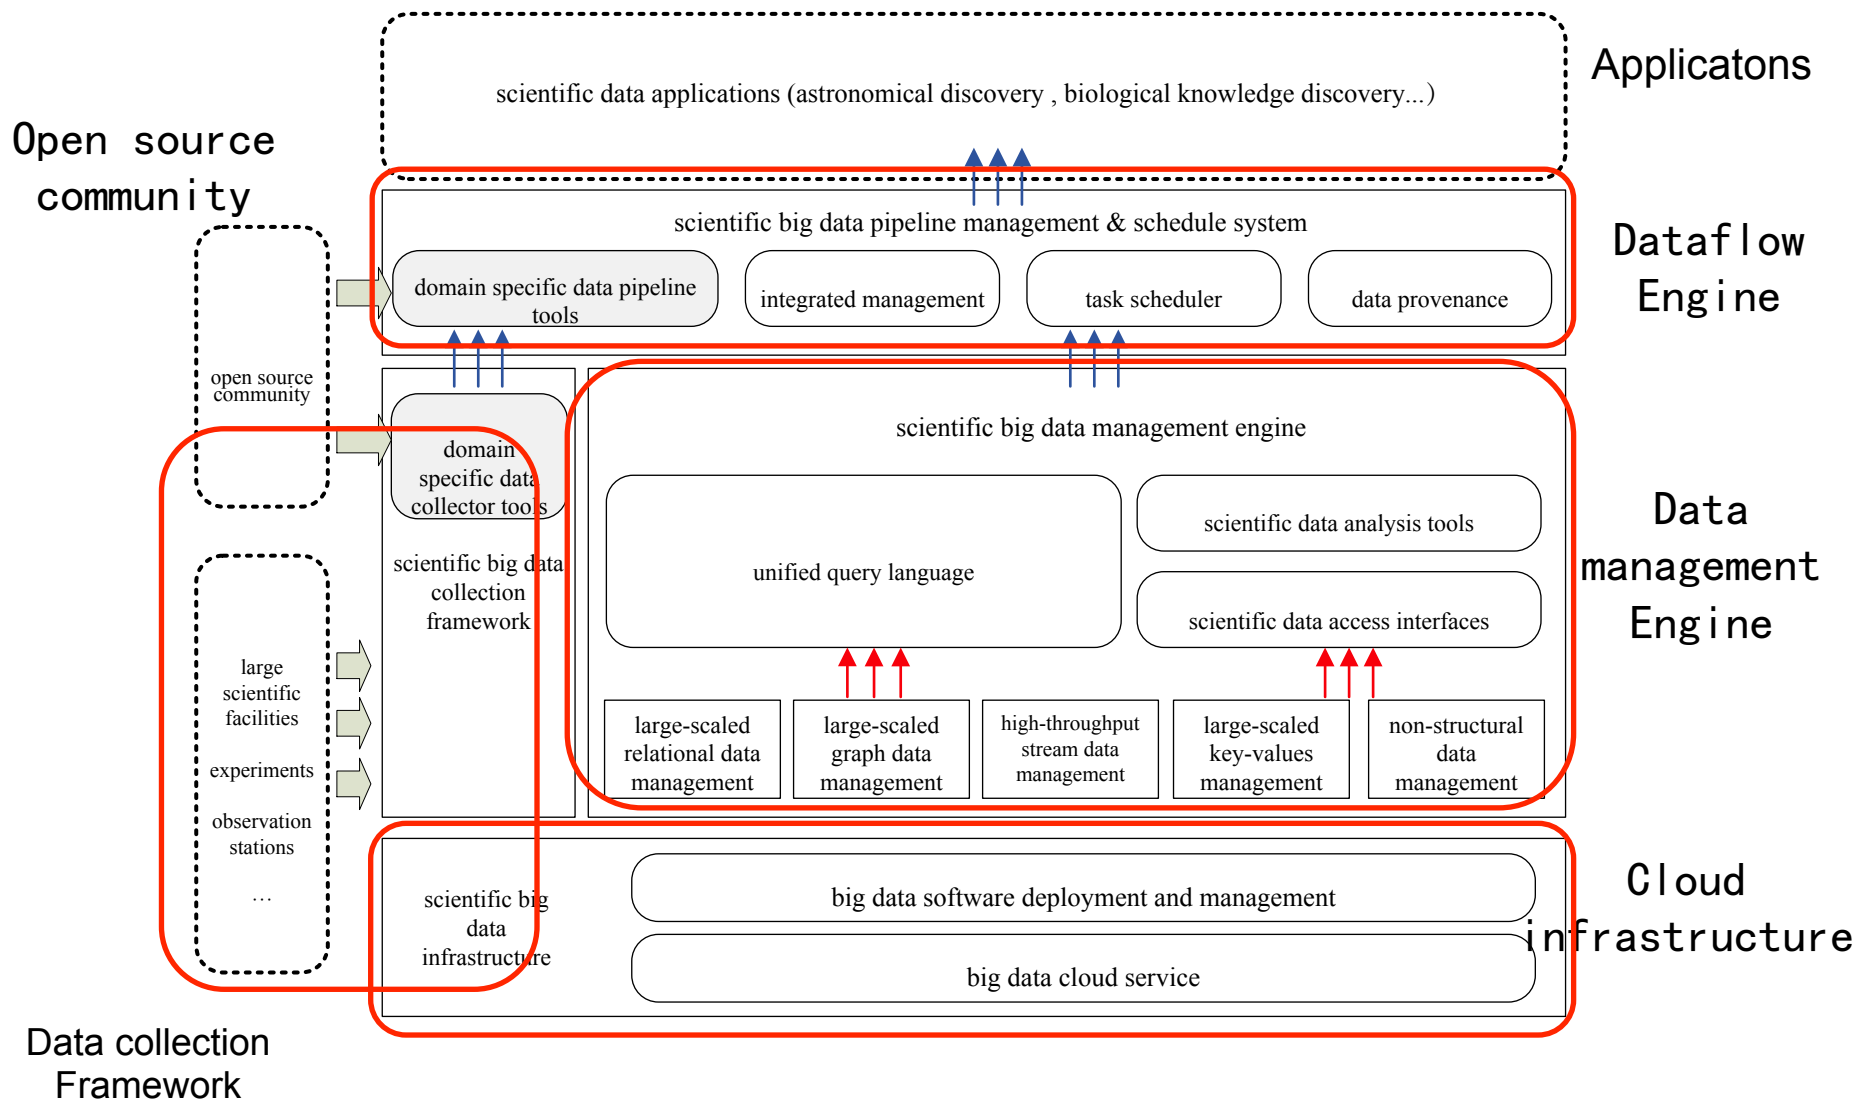 Applicatons
scientific data applications (astronomical discovery , biological knowledge discovery...)
Open source
community
scientific big data pipeline management & schedule system
Dataflow
Engine
domain specific data pipeline
tools
integrated management
task scheduler
data provenance
open source
community
domain
specific data
collector tools
scientific big data
collection
framework
scientific big data management engine
unified query language
scientific data analysis tools
scientific data access interfaces
Data
management
Engine
large
scientific
facilities
experiments
observation
stations
...
large-scaled
relational data
management
large-scaled
graph data
management
high-throughput
stream data
management
large-scaled
key-values
management
non-structural
data
management
scientific big
data
infrastructure
big data software deployment and management
big data cloud service
Cloud
infrastructure
Data collection
Framework